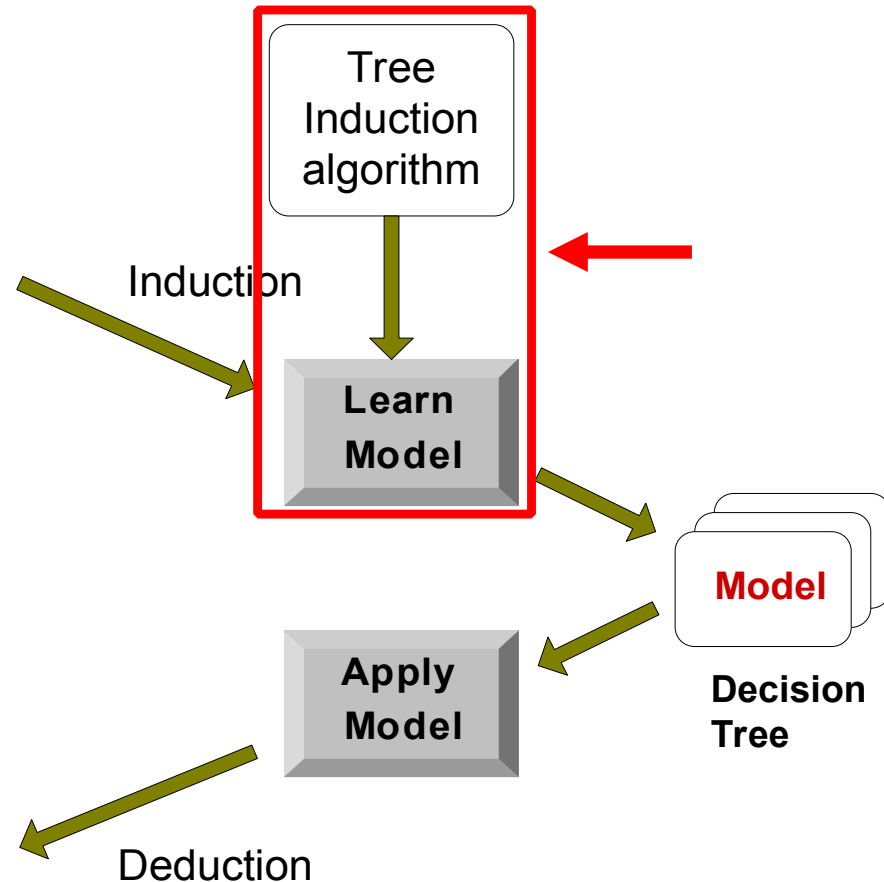 Tree
Induction
algorithm
Induction
Learn
Model
Model
Decision
Tree
Apply
Model
Deduction